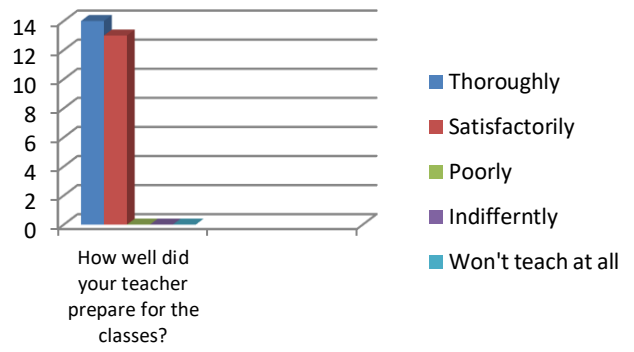 14
12
10
8
6
4
2
0
How well did
your teacher
prepare for the
classes?
Thoroughly
Satisfactorily
Poorly
Indifferntly
Won't teach at all